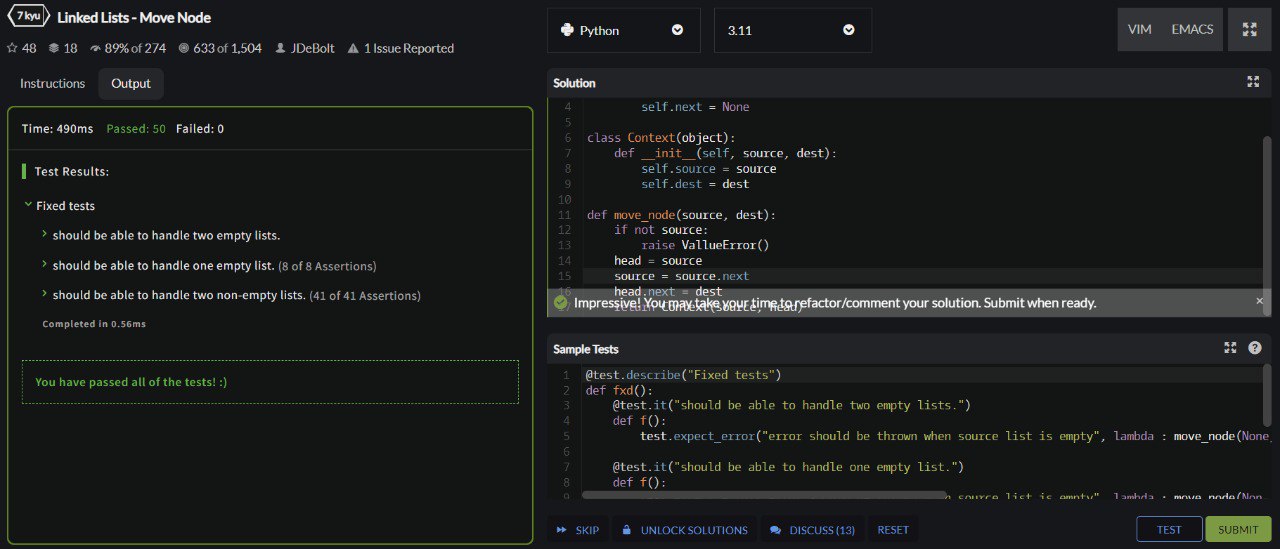 7 kyu Linked Lists - Move Node
48 18 89% of 274 633 of 1,504 JDeBolt 1 Issue Reported
Instructions Output
Time: 490ms Passed: 50 Failed: 0
Test Results:
Fixed tests
should be able to handle two empty lists.
should be able to handle one empty list. (8 of 8 Assertions)
should be able to handle two non-empty lists. (41 of 41 Assertions)
Completed in 0.56ms
You have passed all of the tests! :)
Python 3.11 VIM EMACS
Solution
4 self.next = None
5
6 class Context(object):
7 def __init__(self, source, dest):
8 self.source = source
9 self.dest = dest
10
11 def move_node(source, dest):
12 if not source:
13 raise VallueError()
14 head = source
15 source = source.next
16 head.next = dest
17 return Context(source, head)
Impressive! You may take your time to refactor/comment your solution. Submit when ready. ×
Sample Tests ?
1 @test.describe("Fixed tests")
2 def fxd():
3 @test.it("should be able to handle two empty lists.")
4 def f():
5 test.expect_error("error should be thrown when source list is empty", lambda : move_node(None,
6
7 @test.it("should be able to handle one empty list.")
8 def f():
9 wn when source list is empty", lambda : move_node(Non
SKIP UNLOCK SOLUTIONS DISCUSS (13) RESET TEST SUBMIT